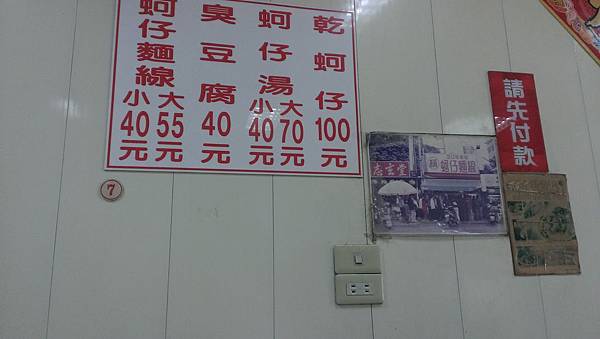 乾蚵仔 100元
蚵仔湯 大70元 小40元
臭豆腐 40元
蚵仔麵線 大55元 小40元
請先付款
7